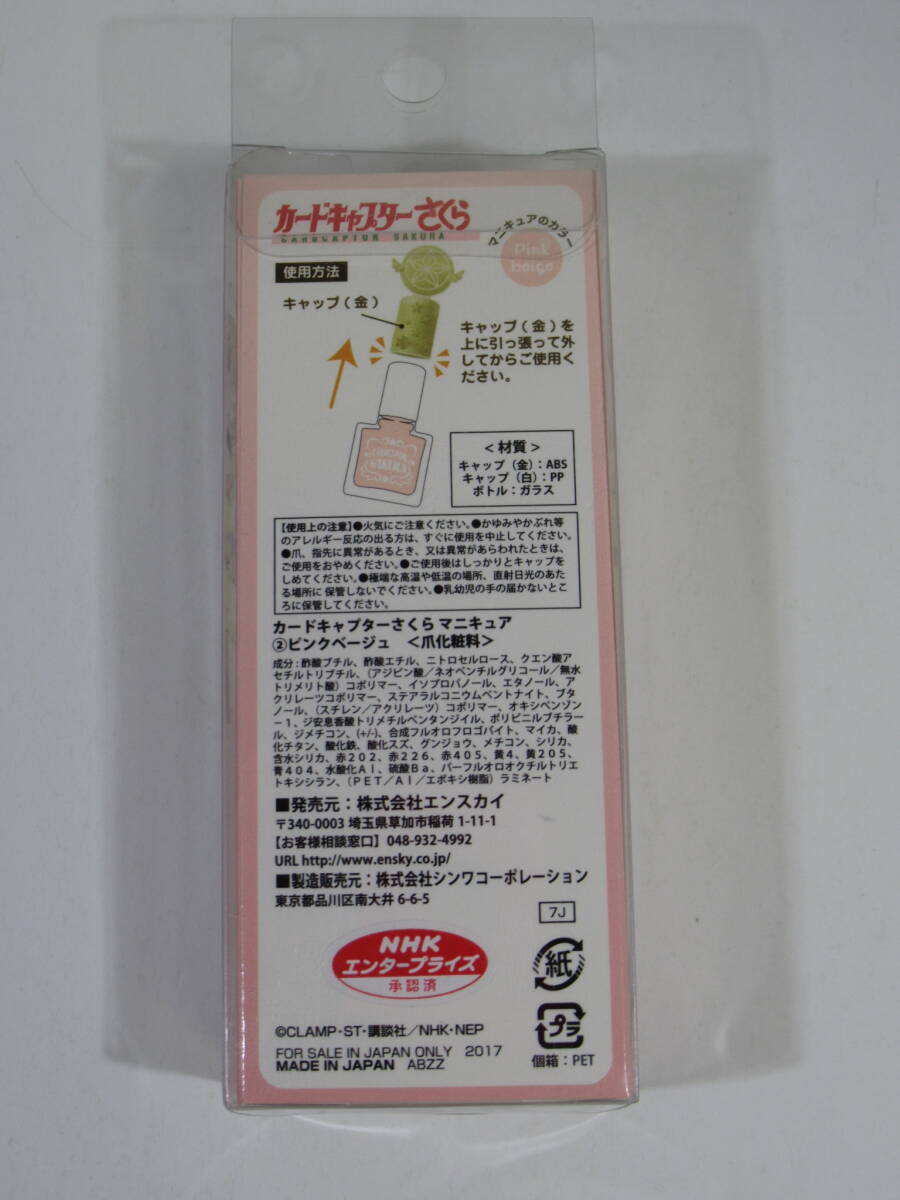 カードキャプターさくら
CARDCAPTOR SAKURA
マニキュアのカラー
Pink
beige
使用方法
キャップ(金)
キャップ(金)を
上に引っ張って外
してからご使用く
ださい。
SAKURA
<材質>
キャップ(金):ABS
キャップ(白):PP
ボトル:ガラス
【使用上の注意】●火気にご注意ください。●かゆみやかぶれ等
のアレルギー反応の出る方は、すぐに使用を中止してください。
●爪、指先に異常があるとき、又は異常があらわれたときは、
ご使用をおやめください。●ご使用後はしっかりとキャップを
しめてください。●極端な高温や低温の場所、直射日光のあた
る場所に 保管しないでください。●乳幼児の手の届かないとこ
ろに保管してください。
カードキャプターさくら マニキュア
②ピンクベージュ <爪化粧料>
成分:酢酸ブチル、酢酸エチル、ニトロセルロース、クエン酸ア
セチルトリブチル、(アジピン酸/ネオペンチルグリコール/無水
トリメリト酸)コポリマー、イソプロパノール、エタノール、ア
クリレーツコポリマー、ステアラルコニウムベントナイト、ブタ
ノール、(スチレン/アクリレーツ)コポリマー、オキシベンゾン
-1、ジ安息香酸トリメチルペンタンジイル、ポリビニルブチラー
ル、ジメチコン、(+/-)、合成フルオロフロゴパイト、マイカ、酸
化チタン、酸化鉄、酸化スズ、グンジョウ、メチコン、シリカ、
含水シリカ、赤202、赤226、赤405、黄4、黄205、
青404、水酸化Al、硫酸Ba、パーフルオロオクチルトリエ
トキシシラン、(PET/Al/エポキシ樹脂)ラミネート
■発売元:株式会社エンスカイ
〒340-0003 埼玉県草加市稲荷 1-11-1
【お客様相談窓口】048-932-4992
URL http://www.ensky.co.jp/
■製造販売元:株式会社シンワコーポレーション
東京都品川区南大井 6-6-5
7J
NHK
エンタープライズ
承認済
紙
プラ
©CLAMP・ST・講談社/NHK・NEP
FOR SALE IN JAPAN ONLY 2017
MADE IN JAPAN ABZZ
個箱:PET